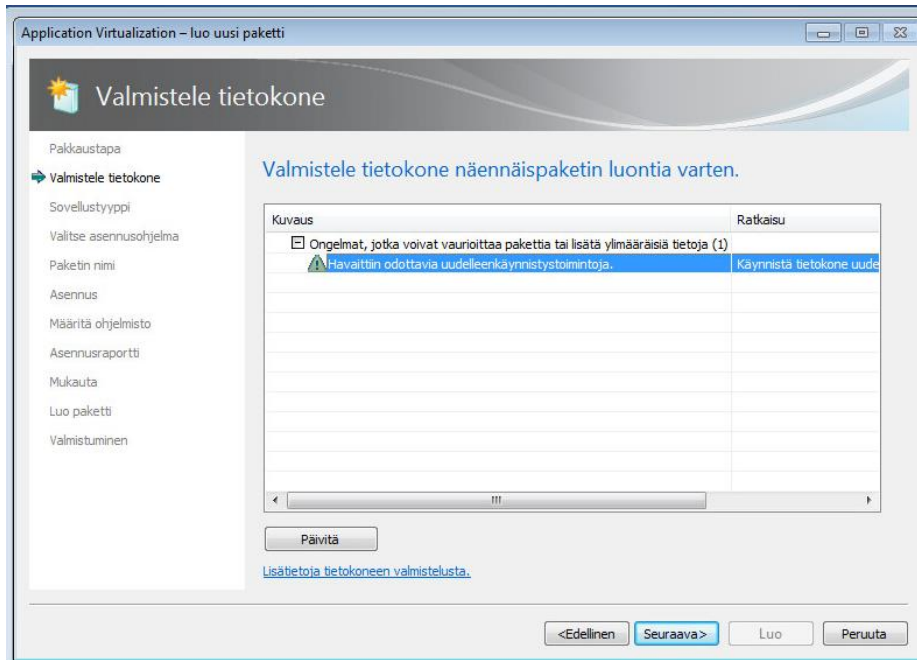 Application Virtualization – luo uusi paketti
Valmistele tietokone
Pakkaustapa
Valmistele tietokone
Sovellustyyppi
Valitse asennusohjelma
Paketin nimi
Asennus
Määritä ohjelmisto
Asennusraportti
Mukauta
Luo paketti
Valmistuminen
Valmistele tietokone näennäispaketin luontia varten.
Kuvaus Ratkaisu
Ongelmat, jotka voivat vaurioittaa pakettia tai lisätä ylimääräisiä tietoja (1)
Havaittiin odottavia uudelleenkäynnistystoimintoja. Käynnistä tietokone uude
Päivitä
Lisätietoja tietokoneen valmistelusta.
<Edellinen Seuraava> Luo Peruuta